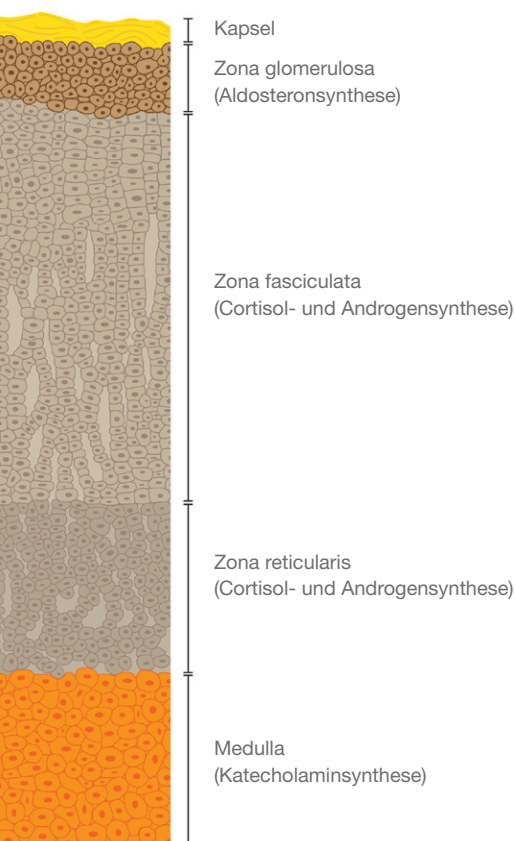 Kapsel
Zona glomerulosa
(Aldosteronsynthese)
Zona fasciculata
(Cortisol- und Androgensynthese)
Zona reticularis
(Cortisol- und Androgensynthese)
Medulla
(Katecholaminsynthese)